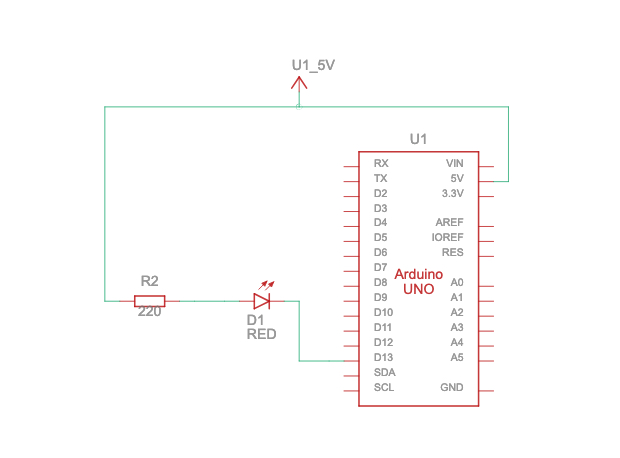 U1_5V
U1
RX VIN
TX 5V
D2 3.3V
D3
D4 AREF
D5 IOREF
D6 RES
D7
Arduino
UNO
D8 A0
D9 A1
D10 A2
D11 A3
D12 A4
D13 A5
SDA
SCL GND
R2
220
D1
RED